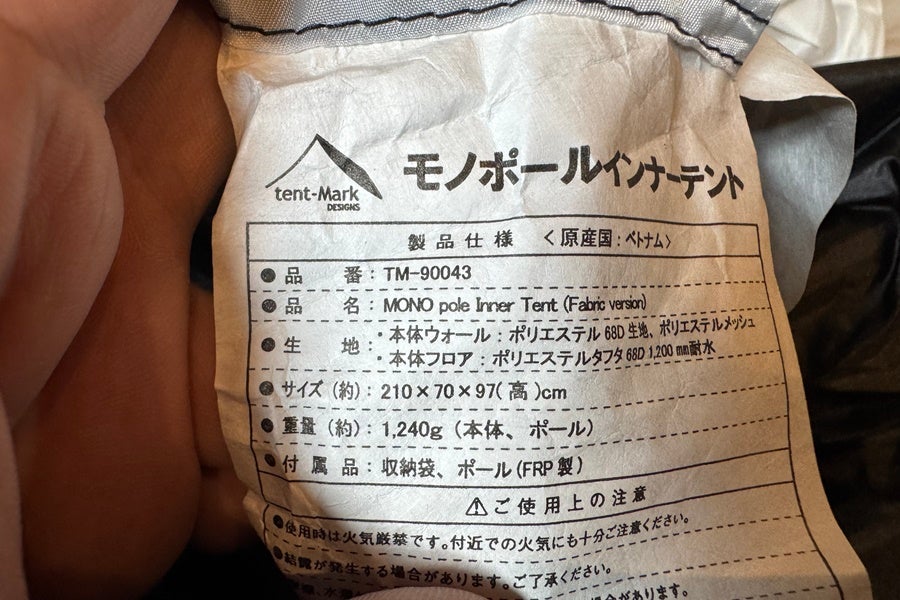 tent-Mark
DESIGNS
モノポールインナーテント
製品仕様 〈原産国:ベトナム〉
●品 番:TM-90043
●品 名:MONO pole Inner Tent (Fabric version)
●生 地:・本体ウォール:ポリエステル 68D 生地、ポリエステルメッシュ
・本体フロア:ポリエステルタフタ 68D 1,200 mm耐水
●サイズ(約):210×70×97(高)cm
●重量(約):1,240g(本体、ポール)
●付属品:収納袋、ポール(FRP製)
⚠ご使用上の注意
●使用時は火気厳禁です。付近での火気にも十分ご注意ください。
●結露が発生する場合があります。ご了承ください。
場合があります。